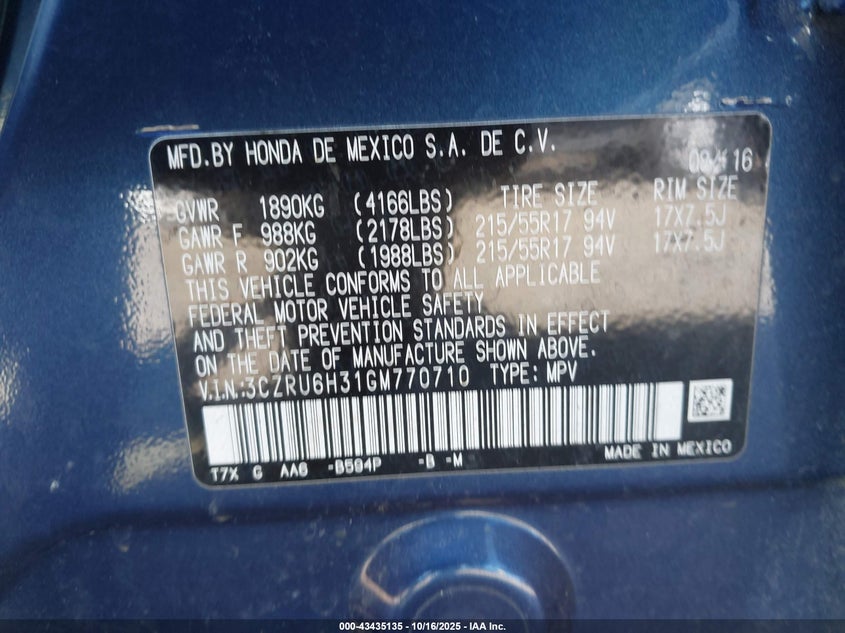 MFD.BY HONDA DE MEXICO S.A. DE C.V.
GVWR 1890KG (4166LBS) TIRE SIZE RIM SIZE
GAWR F 988KG (2178LBS) 215/55R17 94V 17X7.5J
GAWR R 902KG (1988LBS) 215/55R17 94V 17X7.5J
THIS VEHICLE CONFORMS TO ALL APPLICABLE
FEDERAL MOTOR VEHICLE SAFETY
AND THEFT PREVENTION STANDARDS IN EFFECT
ON THE DATE OF MANUFACTURE SHOWN ABOVE.
V.I.N.:3CZRU6H31GM770710 TYPE: MPV
T7X G AA6 -B594P -B -M MADE IN MEXICO
000-43435135 - 10/16/2025 - IAA Inc.